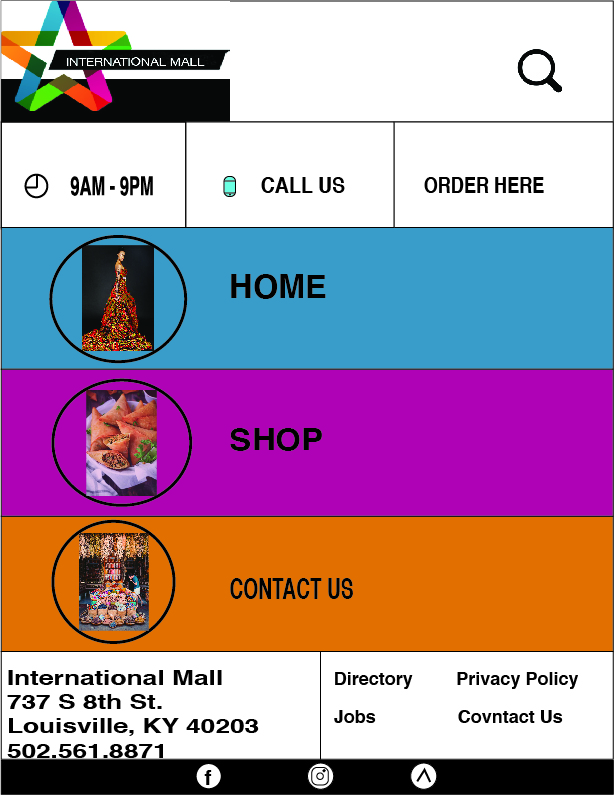 INTERNATIONAL MALL
9AM - 9PM
CALL US
ORDER HERE
HOME
SHOP
CONTACT US
International Mall
737 S 8th St.
Louisville, KY 40203
502.561.8871
Directory
Privacy Policy
Jobs
Covntact Us